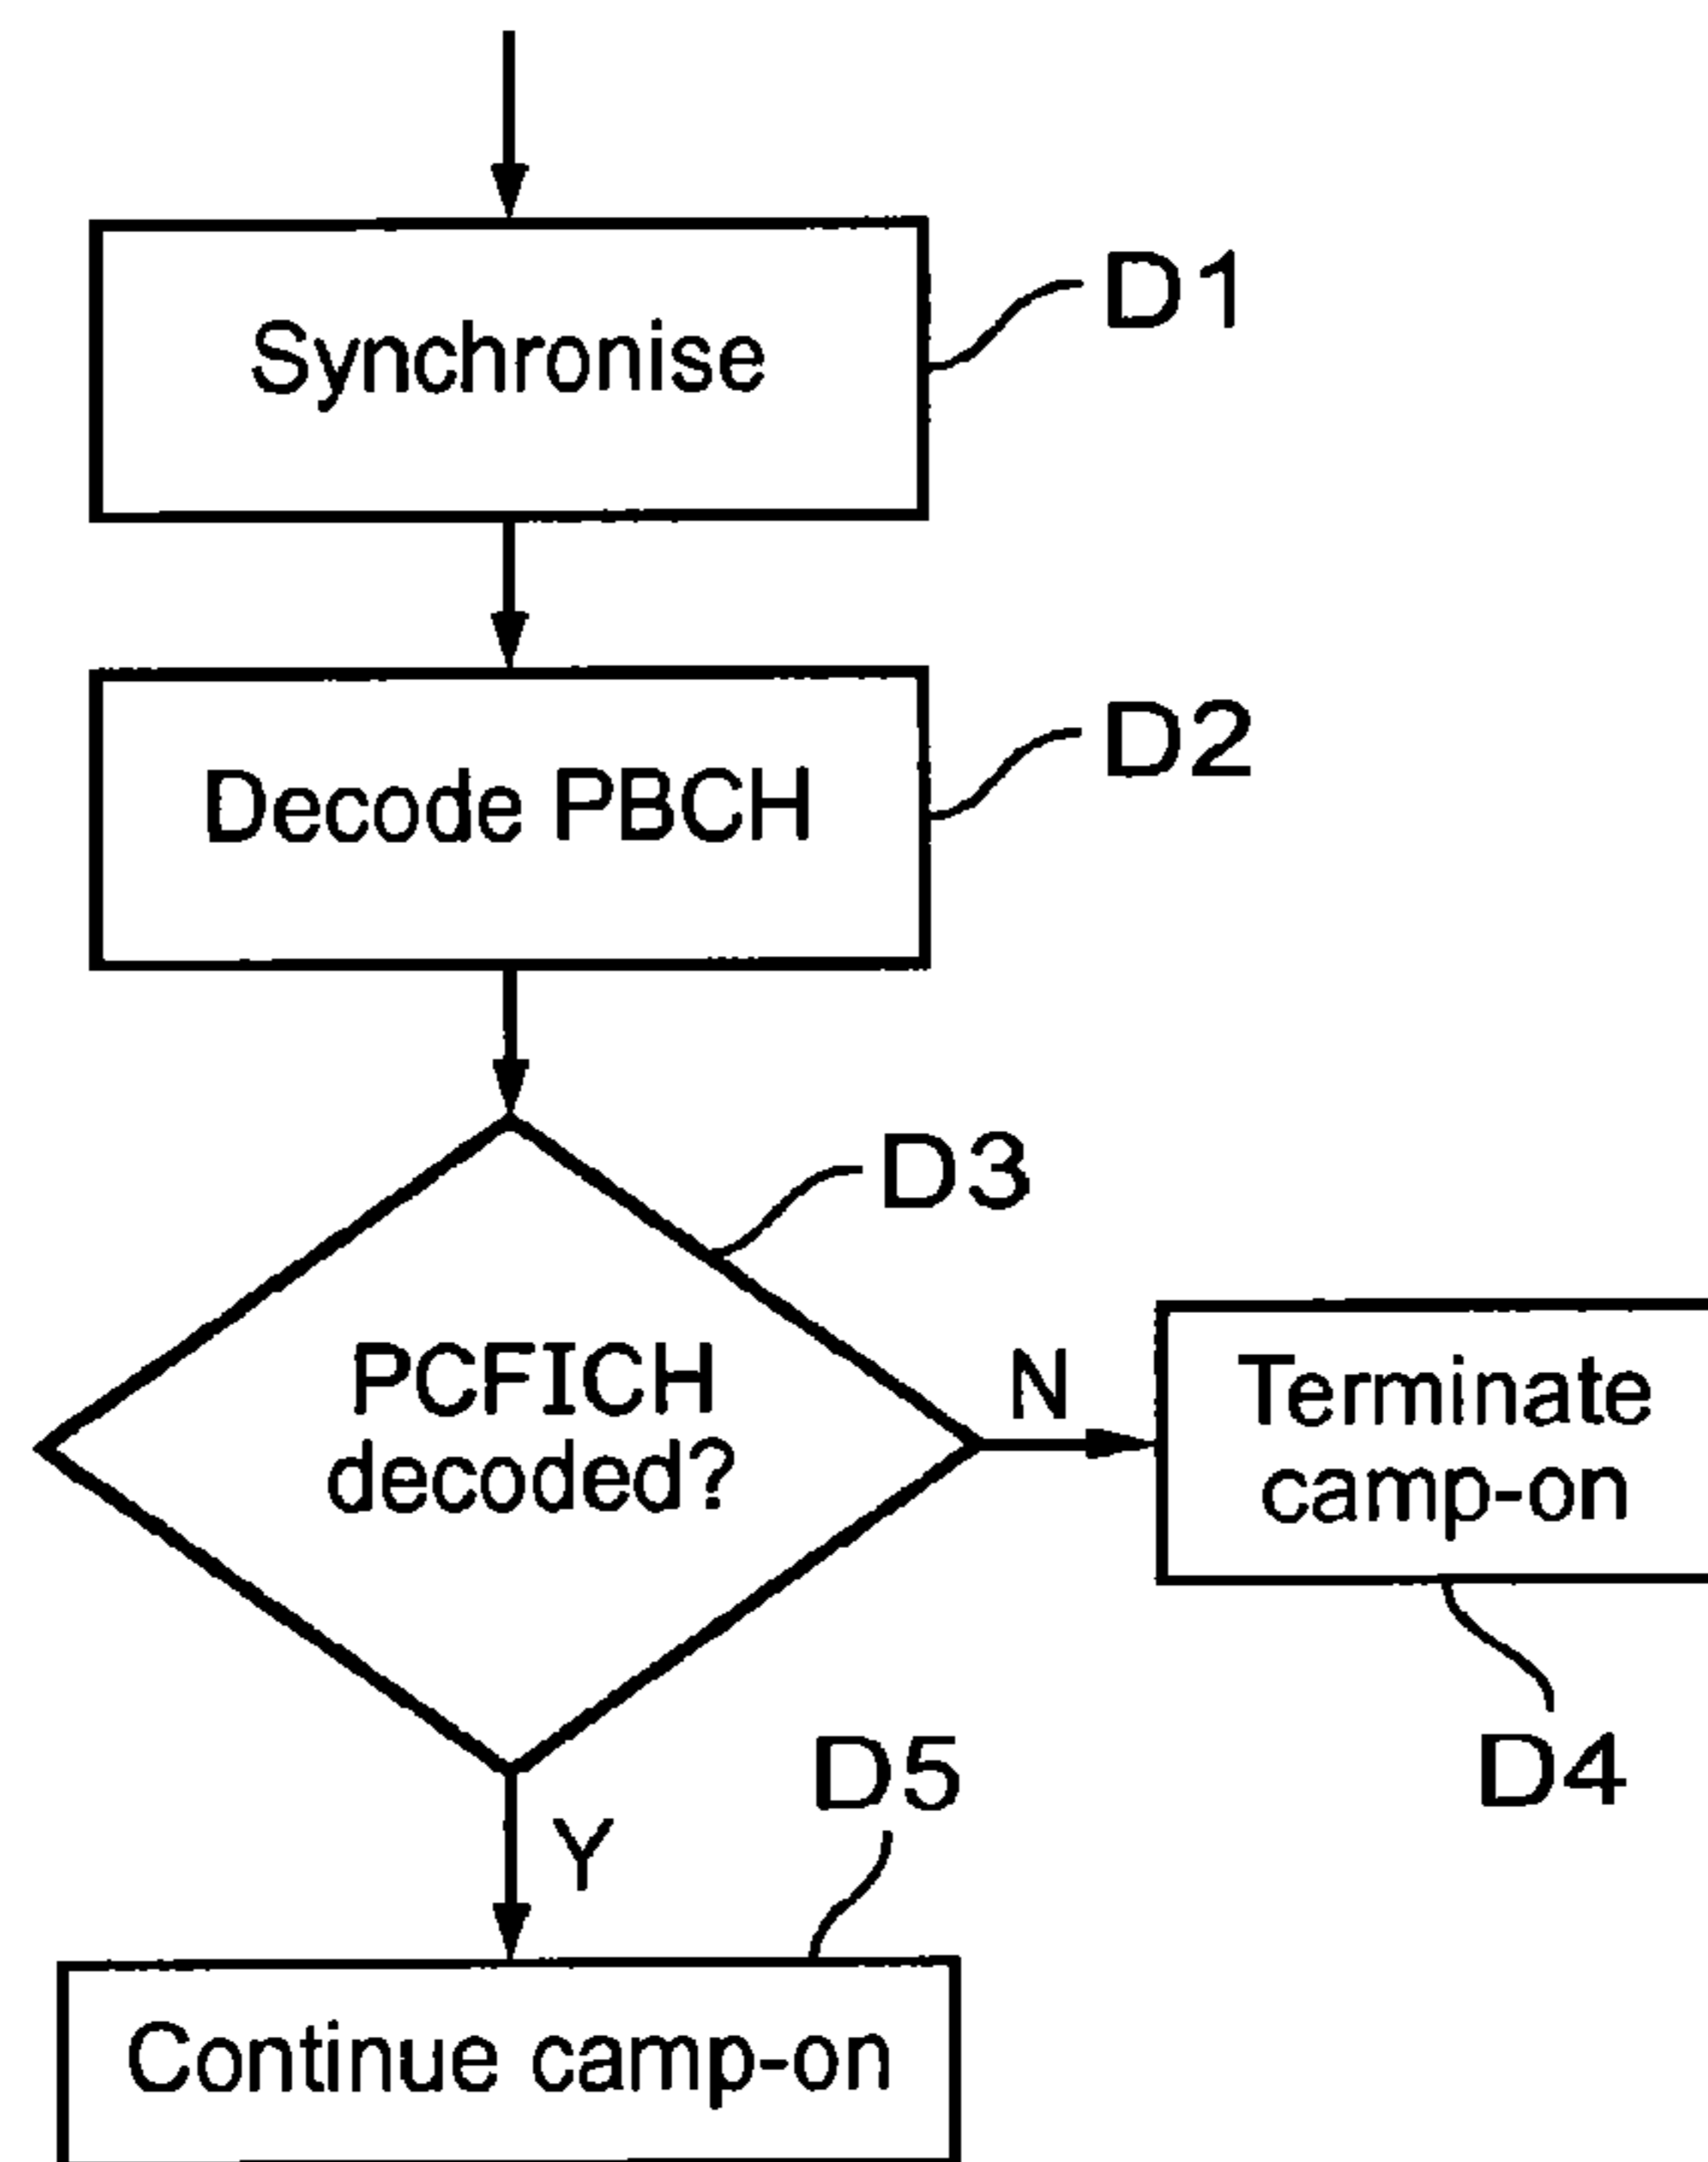 Synchronise
D1
Decode PBCH
D2
D3
PCFICH
decoded?
N
Terminate
camp-on
D4
D5
Y
Continue camp-on